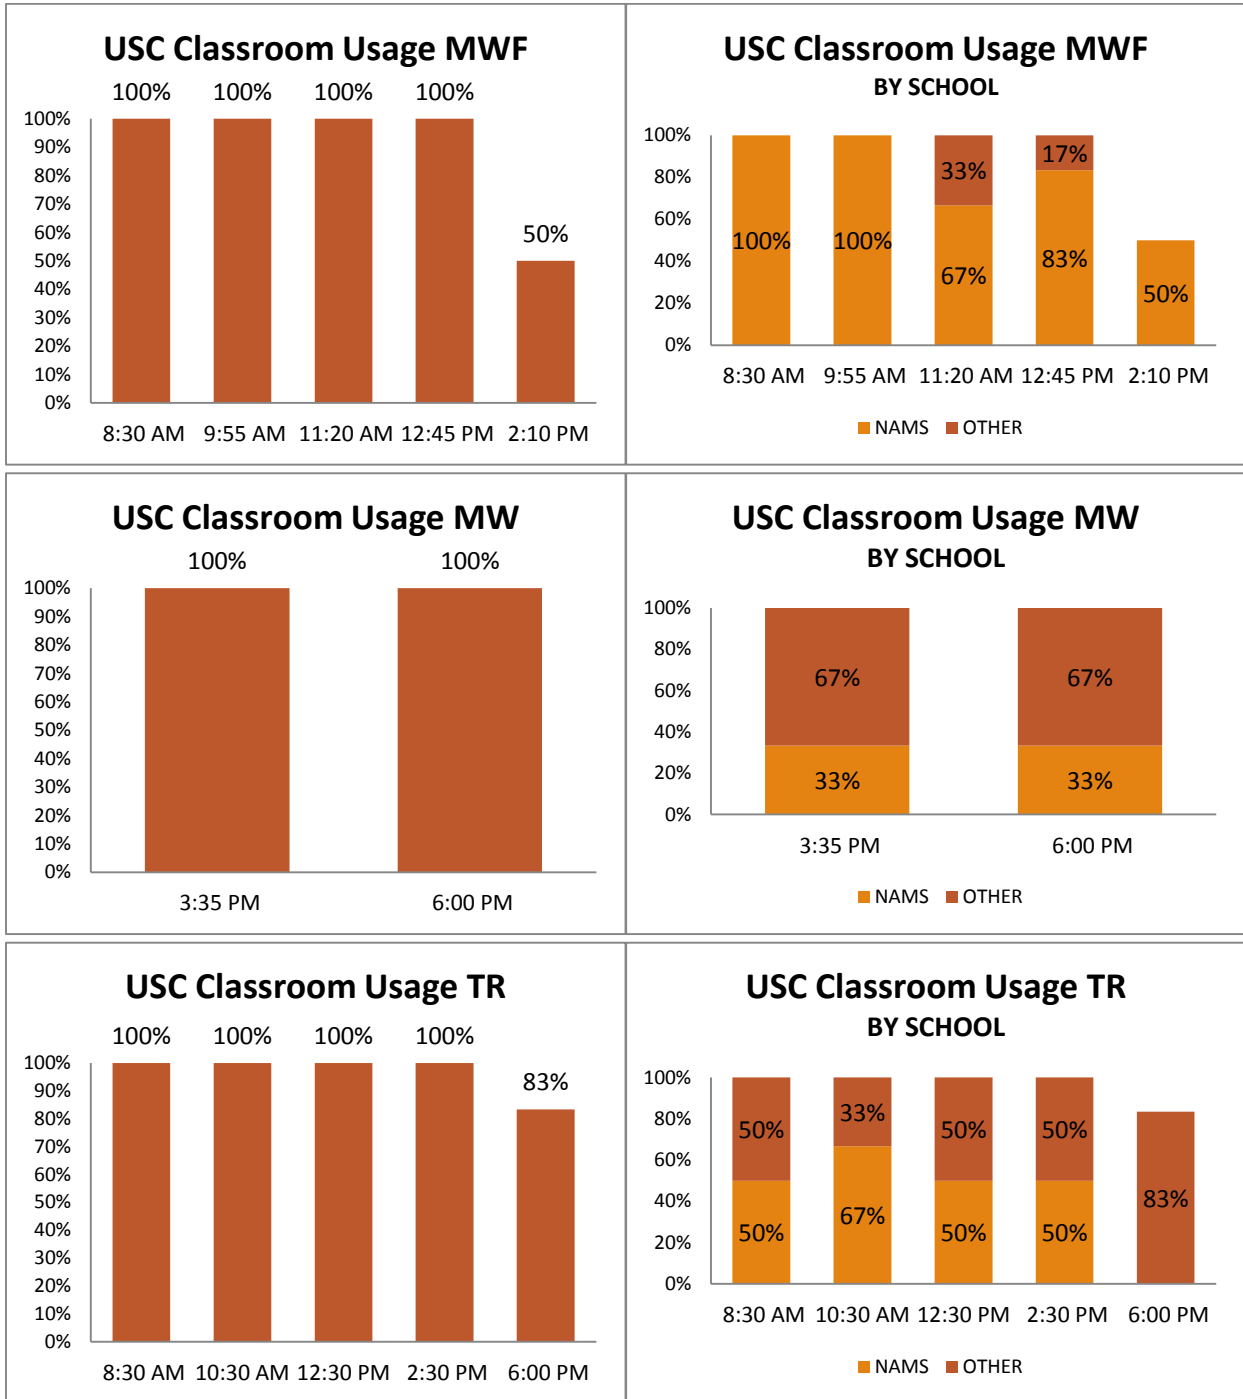 USC Classroom Usage MWF
100% 100% 100% 100%
50%
100%
90%
80%
70%
60%
50%
40%
30%
20%
10%
0%
8:30 AM 9:55 AM 11:20 AM 12:45 PM 2:10 PM
USC Classroom Usage MWF
BY SCHOOL
100%
80%
60%
40%
20%
0%
33% 17%
100% 100% 67% 83% 50%
8:30 AM 9:55 AM 11:20 AM 12:45 PM 2:10 PM
NAMS OTHER
USC Classroom Usage MW
100% 100%
100%
90%
80%
70%
60%
50%
40%
30%
20%
10%
0%
3:35 PM 6:00 PM
USC Classroom Usage MW
BY SCHOOL
100%
80%
60%
40%
20%
0%
67% 67%
33% 33%
3:35 PM 6:00 PM
NAMS OTHER
USC Classroom Usage TR
100% 100% 100% 100%
83%
100%
90%
80%
70%
60%
50%
40%
30%
20%
10%
0%
8:30 AM 10:30 AM 12:30 PM 2:30 PM 6:00 PM
USC Classroom Usage TR
BY SCHOOL
100%
80%
60%
40%
20%
0%
50% 33% 50% 50% 83%
50% 67% 50% 50%
8:30 AM 10:30 AM 12:30 PM 2:30 PM 6:00 PM
NAMS OTHER